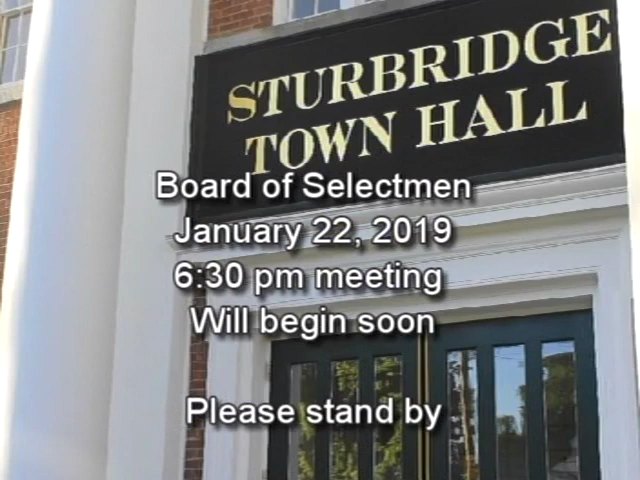 STURBRIDGE
TOWN HALL
Board of Selectmen
January 22, 2019
6:30 pm meeting
Will begin soon
Please stand by